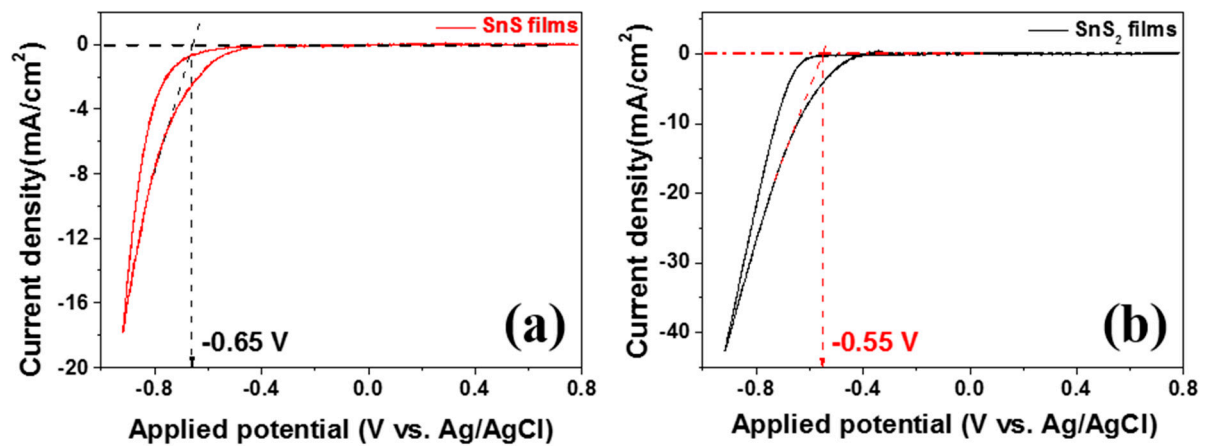 SnS films
0
-4
-8
-12
-16
-20
Current density(mA/cm²)
-0.65 V
(a)
-0.8
-0.4
0.0
0.4
0.8
Applied potential (V vs. Ag/AgCl)
SnS₂ films
0
-10
-20
-30
-40
Current density(mA/cm²)
-0.55 V
(b)
-0.8
-0.4
0.0
0.4
0.8
Applied potential (V vs. Ag/AgCl)